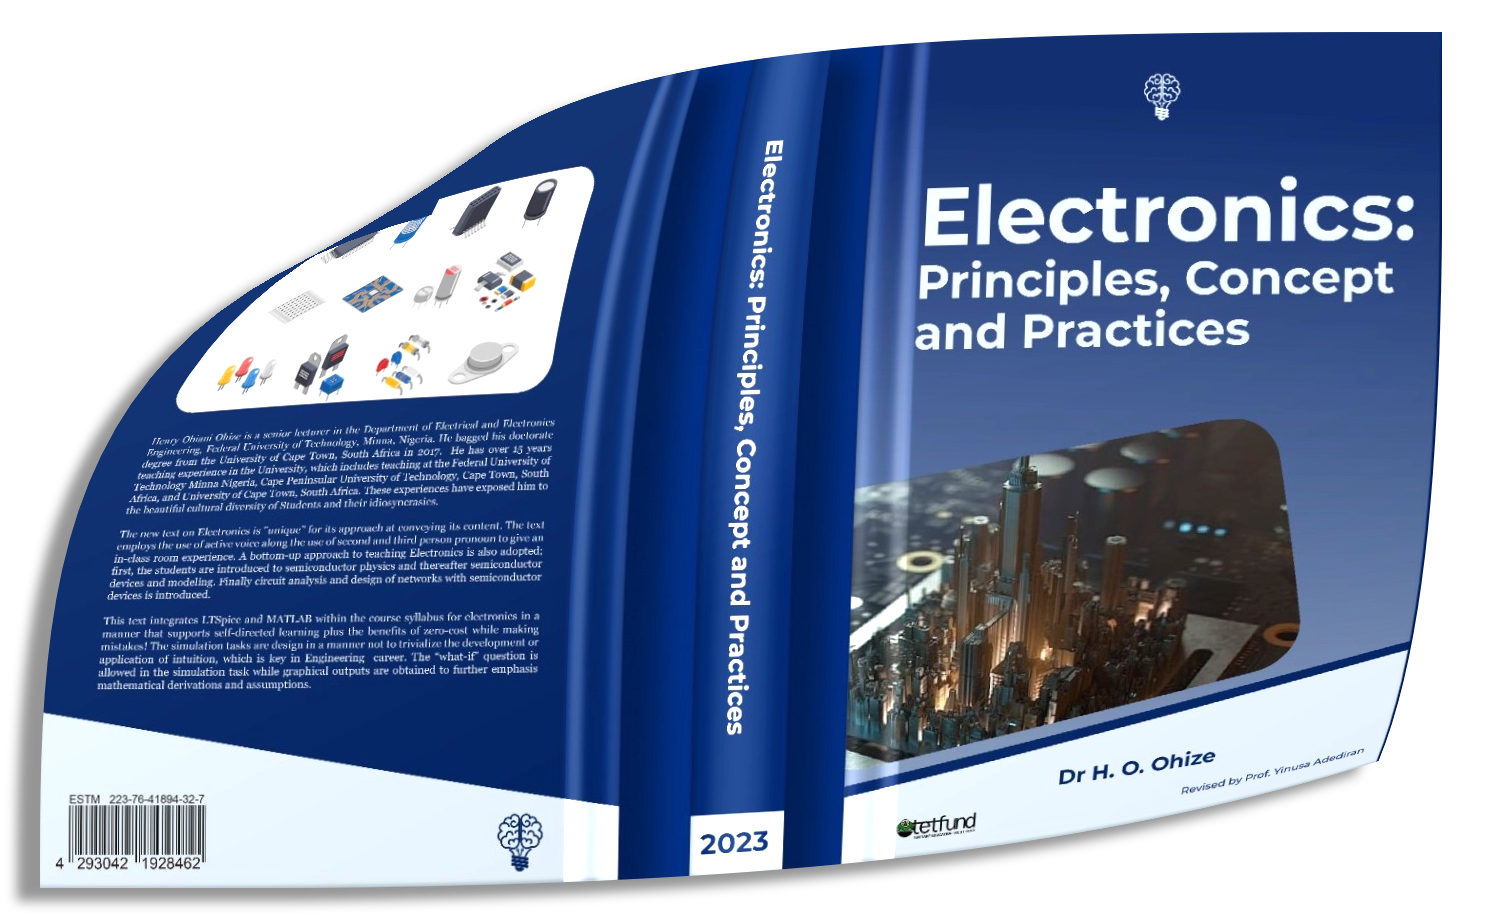 Henry Ohiani Ohize is a senior lecturer in the Department of Electrical and Electronics
Engineering, Federal University of Technology, Minna, Nigeria. He bagged his doctorate
degree from the University of Cape Town, South Africa in 2017. He has over 15 years
teaching experience in the University, which includes teaching at the Federal University of
Technology Minna Nigeria, Cape Peninsular University of Technology, Cape Town, South
Africa, and University of Cape Town, South Africa. These experiences have exposed him to
the beautiful cultural diversity of Students and their idiosyncrasies.
The new text on Electronics is "unique" for its approach at conveying its content. The text
employs the use of active voice along the use of second and third person pronoun to give an
in-class room experience. A bottom-up approach to teaching Electronics is also adopted;
first, the students are introduced to semiconductor physics and thereafter semiconductor
devices and modeling. Finally circuit analysis and design of networks with semiconductor
devices is introduced.
This text integrates LTSpice and MATLAB within the course syllabus for electronics in a
manner that supports self-directed learning plus the benefits of zero-cost while making
mistakes! The simulation tasks are design in a manner not to trivialize the development or
application of intuition, which is key in Engineering career. The "what-if" question is
allowed in the simulation task while graphical outputs are obtained to further emphasis
mathematical derivations and assumptions.
ESTM 223-76-41894-32-7
4 293042 1928462
Electronics: Principles, Concept and Practices
2023
Electronics:
Principles, Concept
and Practices
Dr H. O. Ohize
Revised by Prof. Yinusa Adediran
tetfund